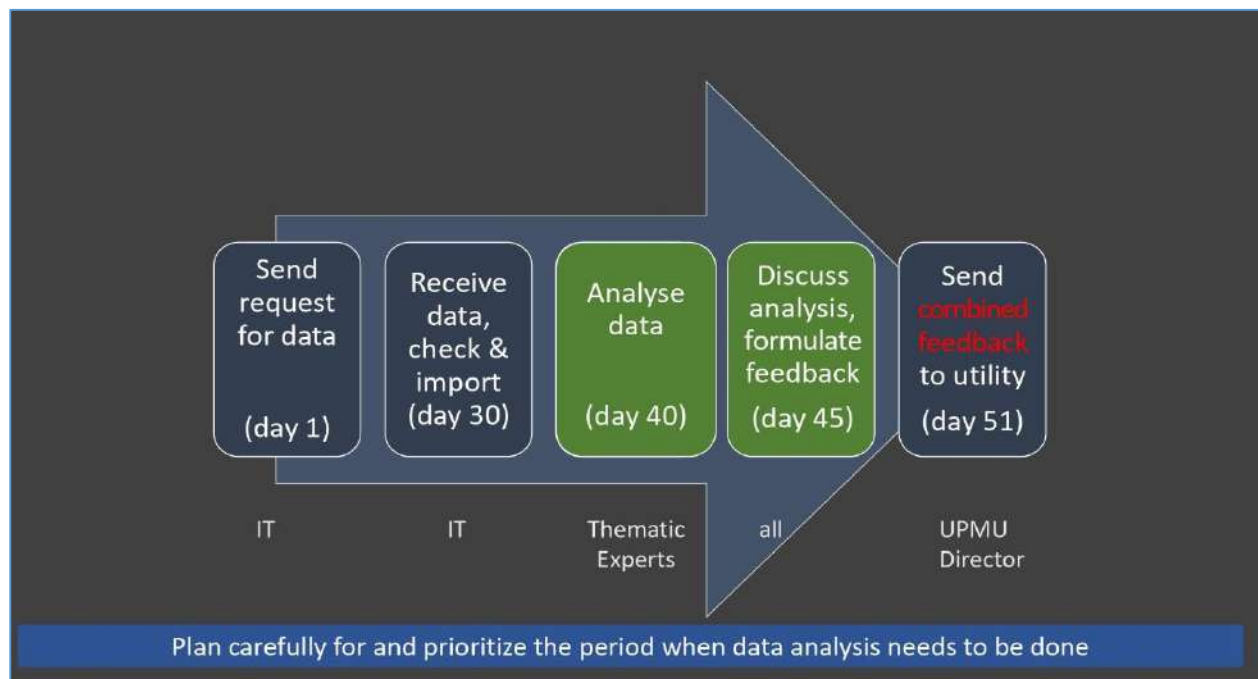 Send
request
for data
(day 1)
Receive
data,
check &
import
(day 30)
Analyse
data
(day 40)
Discuss
analysis,
formulate
feedback
(day 45)
Send
combined
feedback
to utility
(day 51)
IT
IT
Thematic
Experts
all
UPMU
Director
Plan carefully for and prioritize the period when data analysis needs to be done